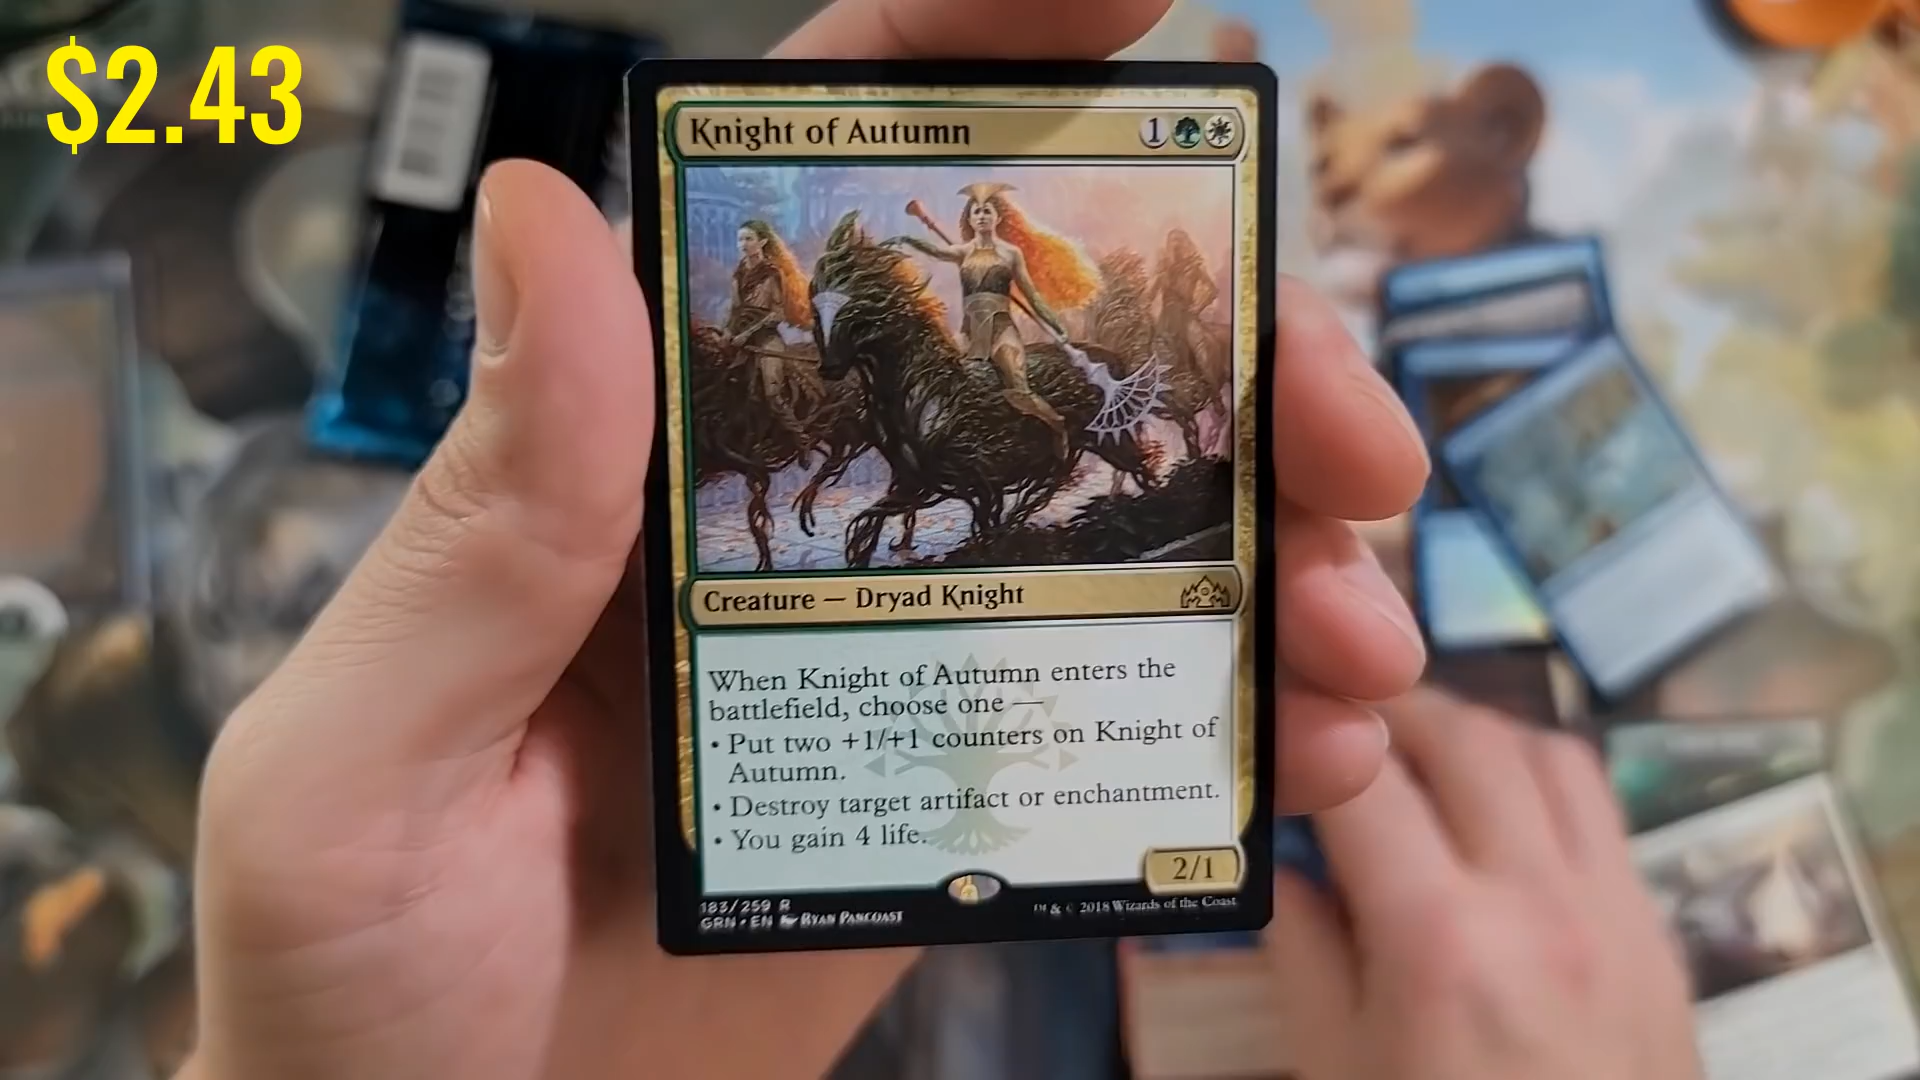 $2.43
Knight of Autumn 1
Creature — Dryad Knight
When Knight of Autumn enters the
battlefield, choose one —
• Put two +1/+1 counters on Knight of
Autumn.
• Destroy target artifact or enchantment.
• You gain 4 life.
2/1
183/259 R
GRN • EN Ryan Pancoast
™ & © 2018 Wizards of the Coast